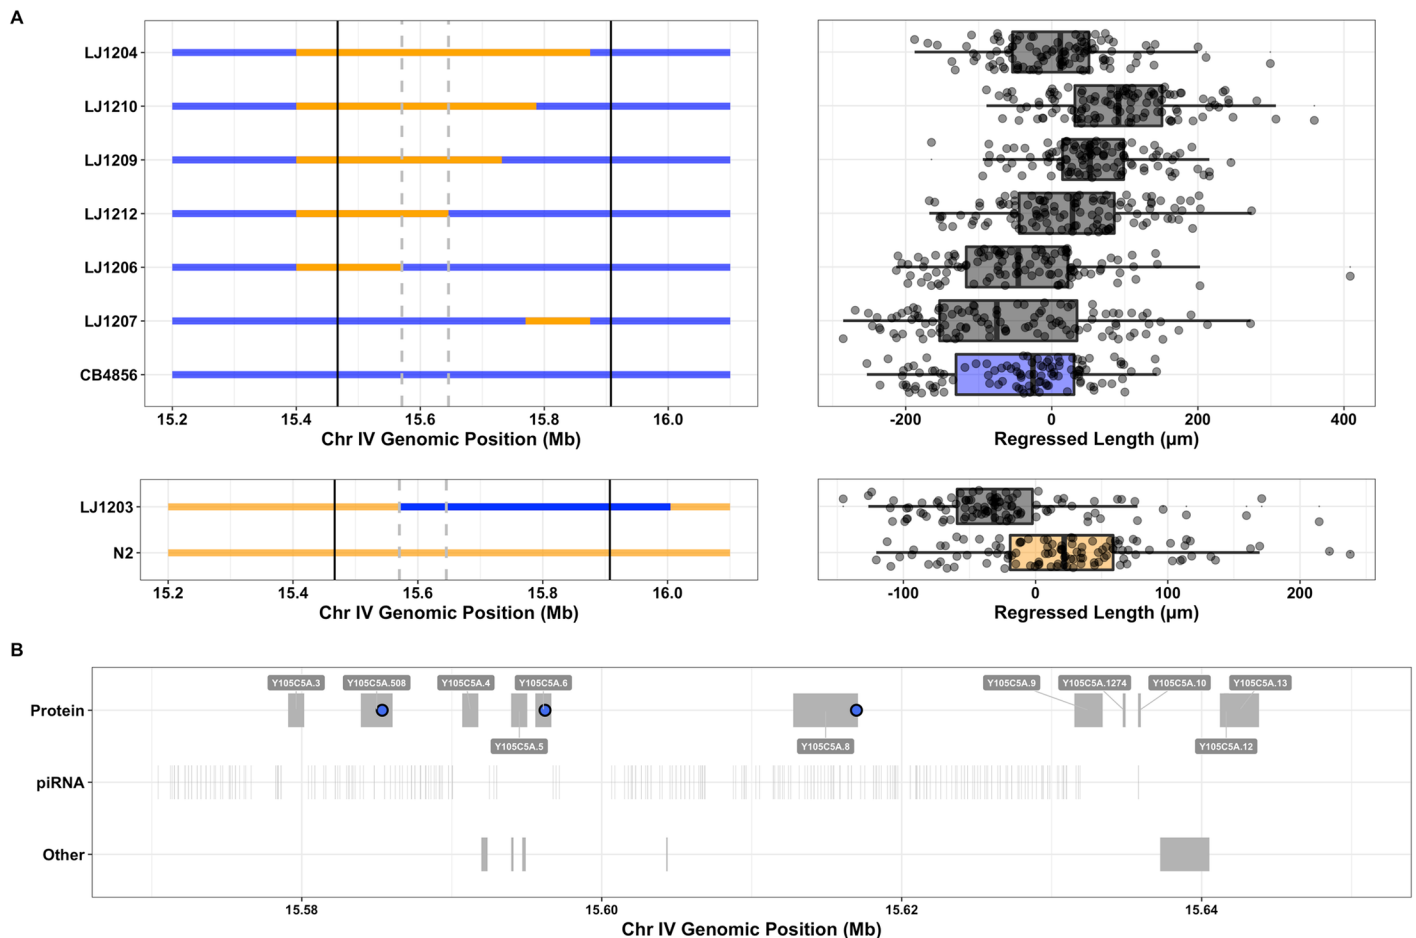 A
LJ1204
LJ1210
LJ1209
LJ1212
LJ1206
LJ1207
CB4856
15.2 15.4 15.6 15.8 16.0
Chr IV Genomic Position (Mb)
-200 0 200 400
Regressed Length (µm)
LJ1203
N2
15.2 15.4 15.6 15.8 16.0
Chr IV Genomic Position (Mb)
-100 0 100 200
Regressed Length (µm)
B
Y105C5A.3 Y105C5A.508 Y105C5A.4 Y105C5A.6 Y105C5A.9 Y105C5A.1274 Y105C5A.10 Y105C5A.13
Protein
Y105C5A.5 Y105C5A.8 Y105C5A.12
piRNA
Other
15.58 15.60 15.62 15.64
Chr IV Genomic Position (Mb)